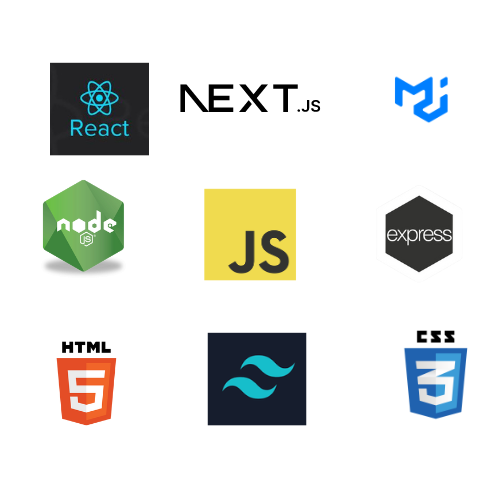 React
NEXT.JS
node
JS
JS
express
HTML
5
CSS
3